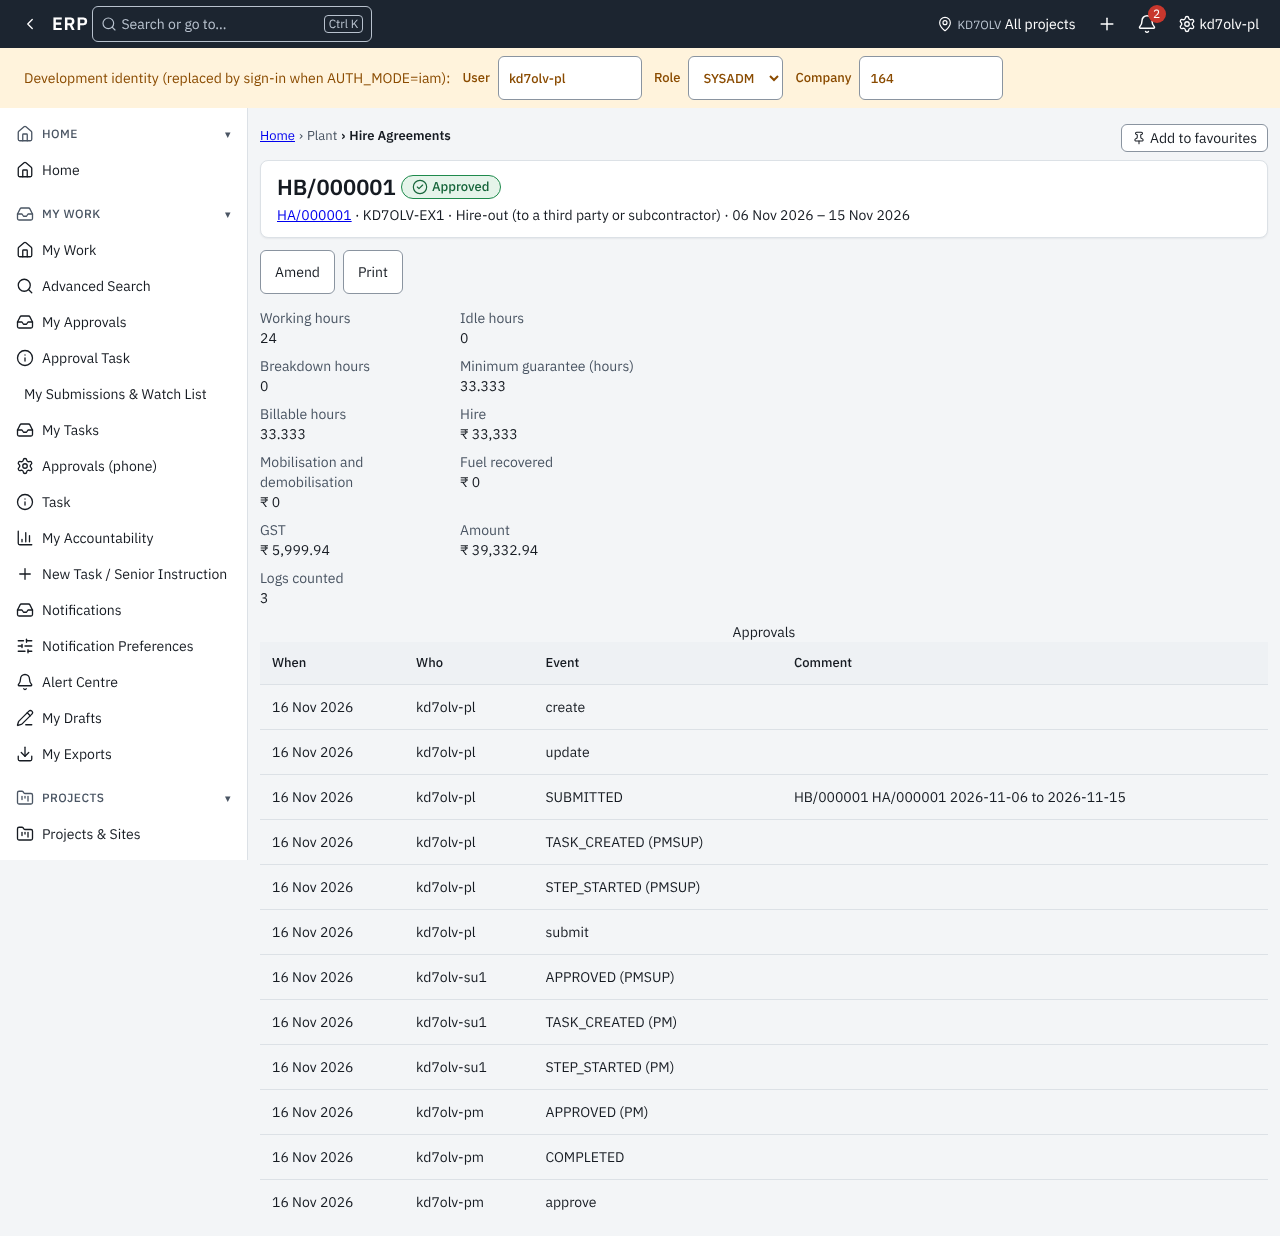 ERP
Search or go to...
Ctrl K
KD7OLV All projects
2
kd7olv-pl
Development identity (replaced by sign-in when AUTH_MODE=iam):
User
kd7olv-pl
Role
SYSADM
Company
164
HOME
Home
MY WORK
My Work
Advanced Search
My Approvals
Approval Task
My Submissions & Watch List
My Tasks
Approvals (phone)
Task
My Accountability
New Task / Senior Instruction
Notifications
Notification Preferences
Alert Centre
My Drafts
My Exports
PROJECTS
Projects & Sites
Home › Plant › Hire Agreements
Add to favourites
HB/000001 Approved
HA/000001 · KD7OLV-EX1 · Hire-out (to a third party or subcontractor) · 06 Nov 2026 – 15 Nov 2026
Amend
Print
Working hours
24
Idle hours
0
Breakdown hours
0
Minimum guarantee (hours)
33.333
Billable hours
33.333
Hire
₹ 33,333
Mobilisation and
demobilisation
₹ 0
Fuel recovered
₹ 0
GST
₹ 5,999.94
Amount
₹ 39,332.94
Logs counted
3
Approvals
When Who Event Comment
16 Nov 2026 kd7olv-pl create
16 Nov 2026 kd7olv-pl update
16 Nov 2026 kd7olv-pl SUBMITTED HB/000001 HA/000001 2026-11-06 to 2026-11-15
16 Nov 2026 kd7olv-pl TASK_CREATED (PMSUP)
16 Nov 2026 kd7olv-pl STEP_STARTED (PMSUP)
16 Nov 2026 kd7olv-pl submit
16 Nov 2026 kd7olv-su1 APPROVED (PMSUP)
16 Nov 2026 kd7olv-su1 TASK_CREATED (PM)
16 Nov 2026 kd7olv-su1 STEP_STARTED (PM)
16 Nov 2026 kd7olv-pm APPROVED (PM)
16 Nov 2026 kd7olv-pm COMPLETED
16 Nov 2026 kd7olv-pm approve